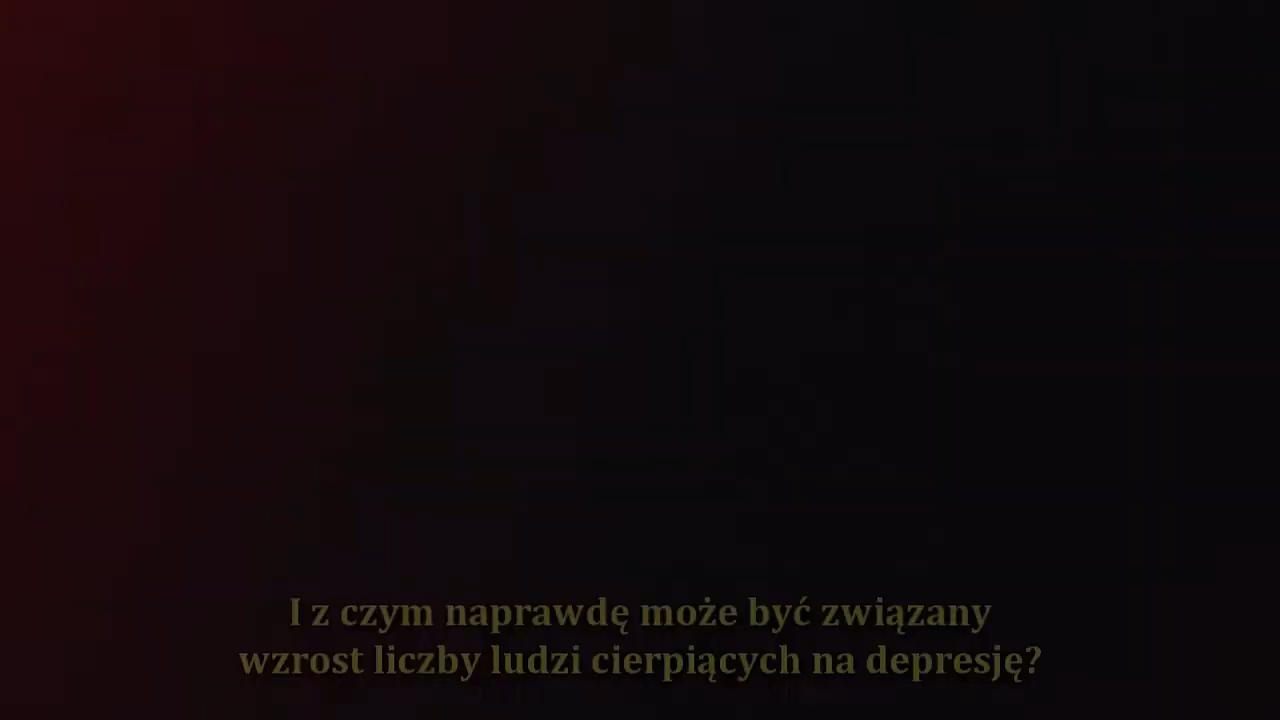 I z czym naprawdę może być związany
wzrost liczby ludzi cierpiących na depresję?